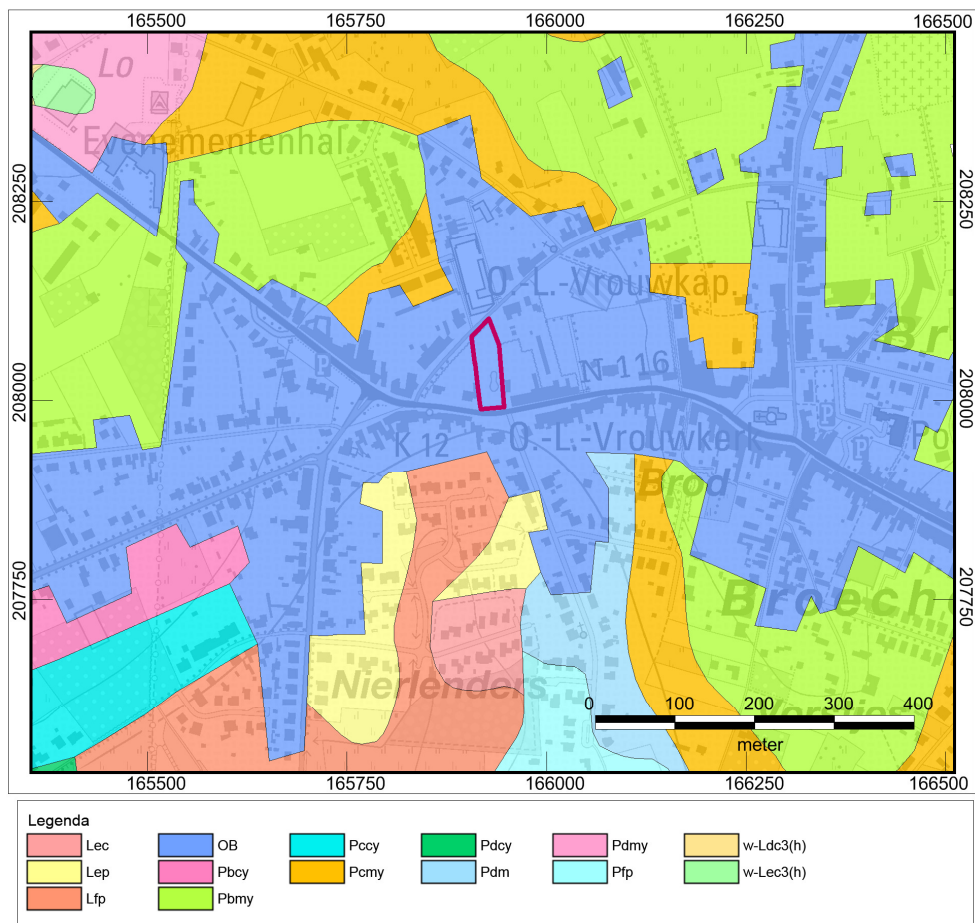 165500 165750 166000 166250 166500
Lo
Evenementenhal
208250 208250
O.-L.-Vrouwkap
Br
N 116
208000 208000
P
P
P
K 12 O.-L.-Vrouwkerk
Po
Brod
207750 207750
Broech
Nierlenders
0 100 200 300 400
meter
165500 165750 166000 166250 166500
Legenda
Lec OB Pccy Pdcy Pdmy w-Ldc3(h)
Lep Pbcy Pcmy Pdm Pfp w-Lec3(h)
Lfp Pbmy